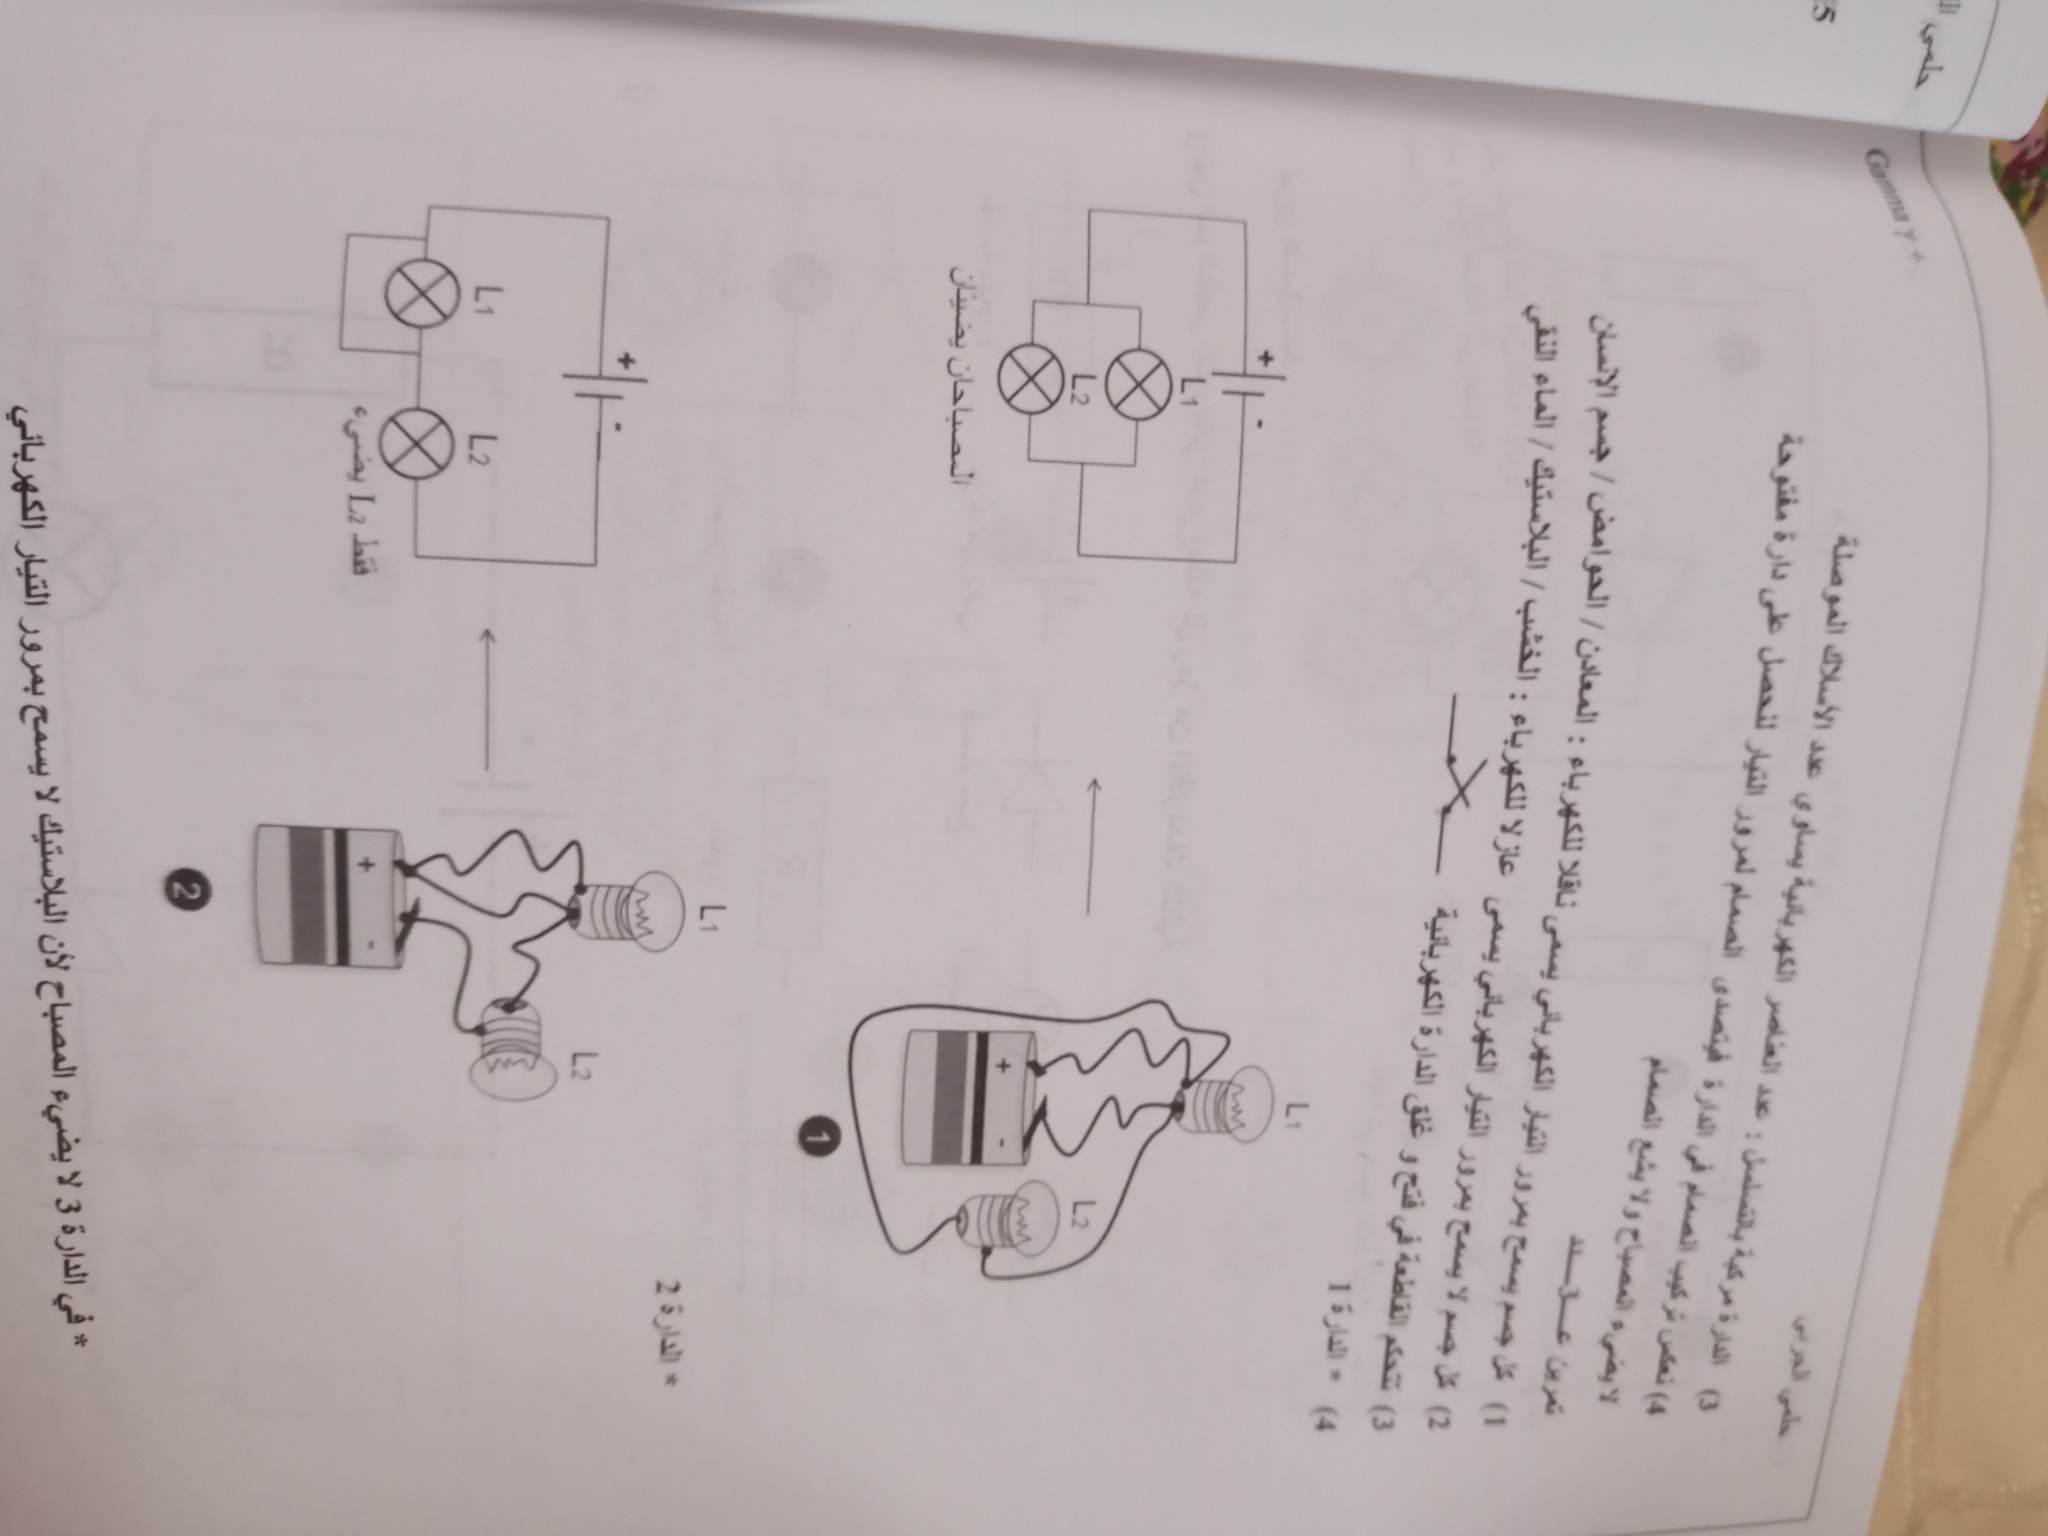 حلمي
5
Gamma γ +
حلمي العربي
3) الدارة مركبة بالتسلسل : عدد العناصر الكهربائية يساوي عدد الأسلاك الموصلة
4) نعكس تركيب الصمام في الدارة فيتصدى الصمام لمرور التيار لنحصل على دارة مفتوحة
لا يضيء المصباح ولا يشع الصمام
تمرين عــ3ــدد
1) كل جسم يسمح بمرور التيار الكهربائي يسمى ناقلا للكهرباء : المعادن / الحوامض / جسم الإنسان
2) كل جسم لا يسمح بمرور التيار الكهربائي يسمى عازلا للكهرباء : الخشب / البلاستيك / الماء النقي
3) تتحكم القاطعة في فتح و غلق الدارة الكهربائية
4) * الدارة 1
L1
L2
+ -
1
+ -
L1
L2
المصباحان يضيئان
* الدارة 2
L1
L2
+ -
2
+ -
L1
L2
فقط L2 يضيء
* في الدارة 3 لا يضيء المصباح لأن البلاستيك لا يسمح بمرور التيار الكهربائي